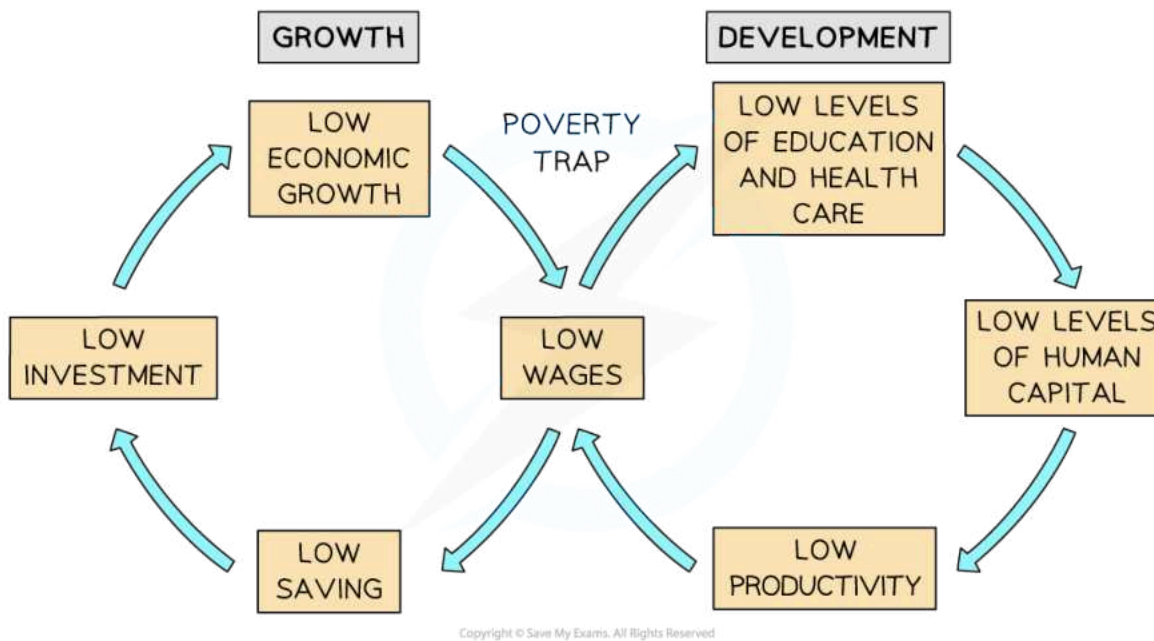 GROWTH
DEVELOPMENT
LOW
ECONOMIC
GROWTH
POVERTY
TRAP
LOW LEVELS
OF EDUCATION
AND HEALTH
CARE
LOW
INVESTMENT
LOW
WAGES
LOW LEVELS
OF HUMAN
CAPITAL
LOW
SAVING
LOW
PRODUCTIVITY
Copyright © Save My Exams. All Rights Reserved